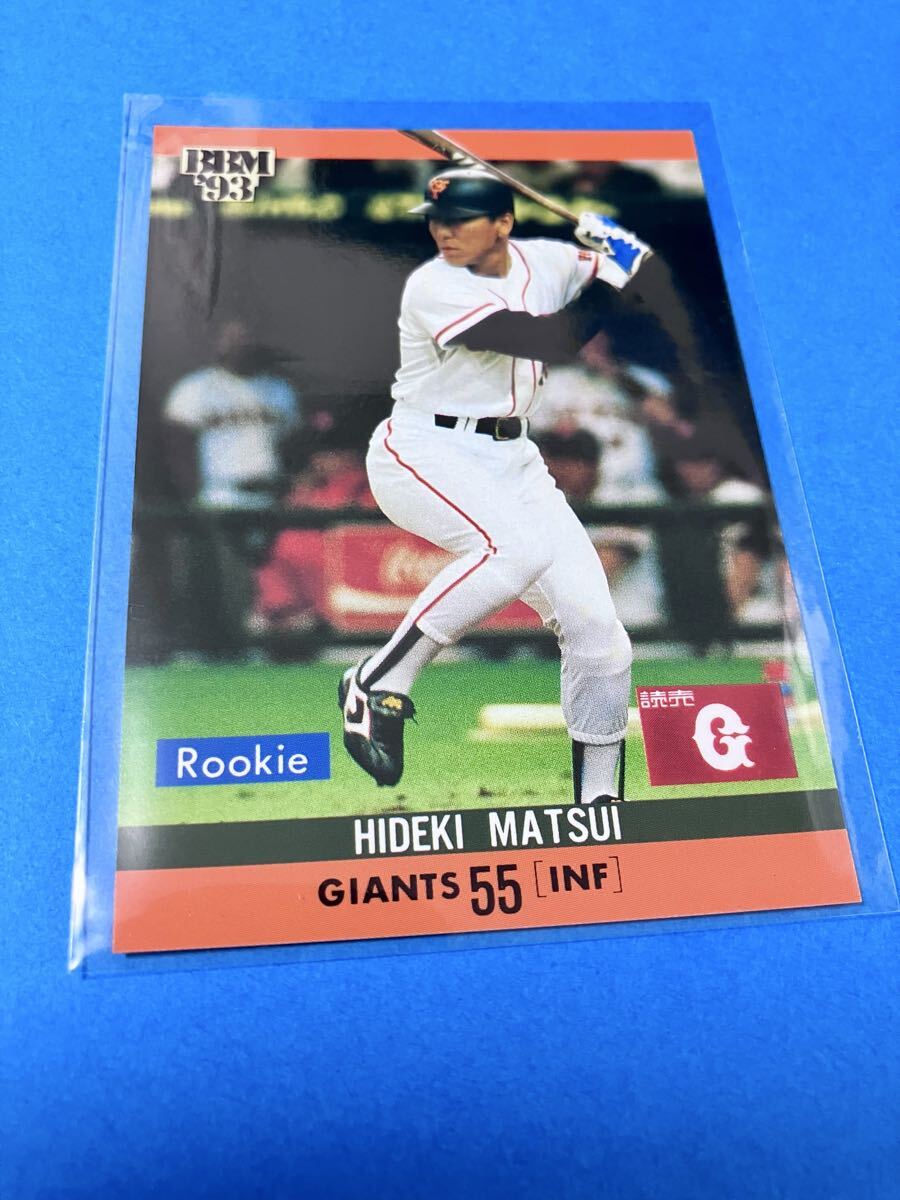 BBM
'93
読売
G
Rookie
HIDEKI MATSUI
GIANTS 55 [INF]